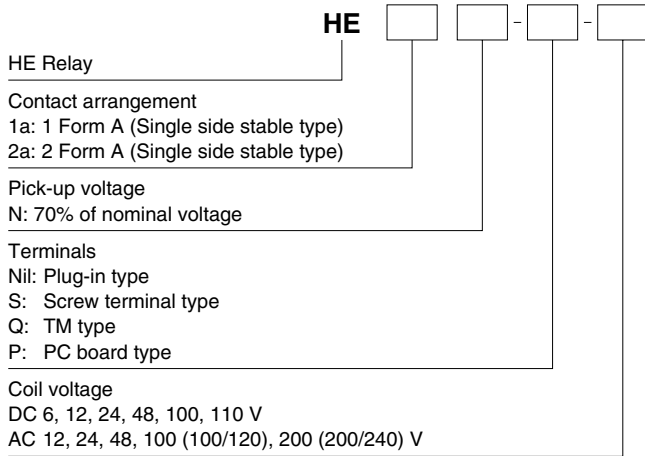 HE - -
HE Relay
Contact arrangement
1a: 1 Form A (Single side stable type)
2a: 2 Form A (Single side stable type)
Pick-up voltage
N: 70% of nominal voltage
Terminals
Nil: Plug-in type
S: Screw terminal type
Q: TM type
P: PC board type
Coil voltage
DC 6, 12, 24, 48, 100, 110 V
AC 12, 24, 48, 100 (100/120), 200 (200/240) V